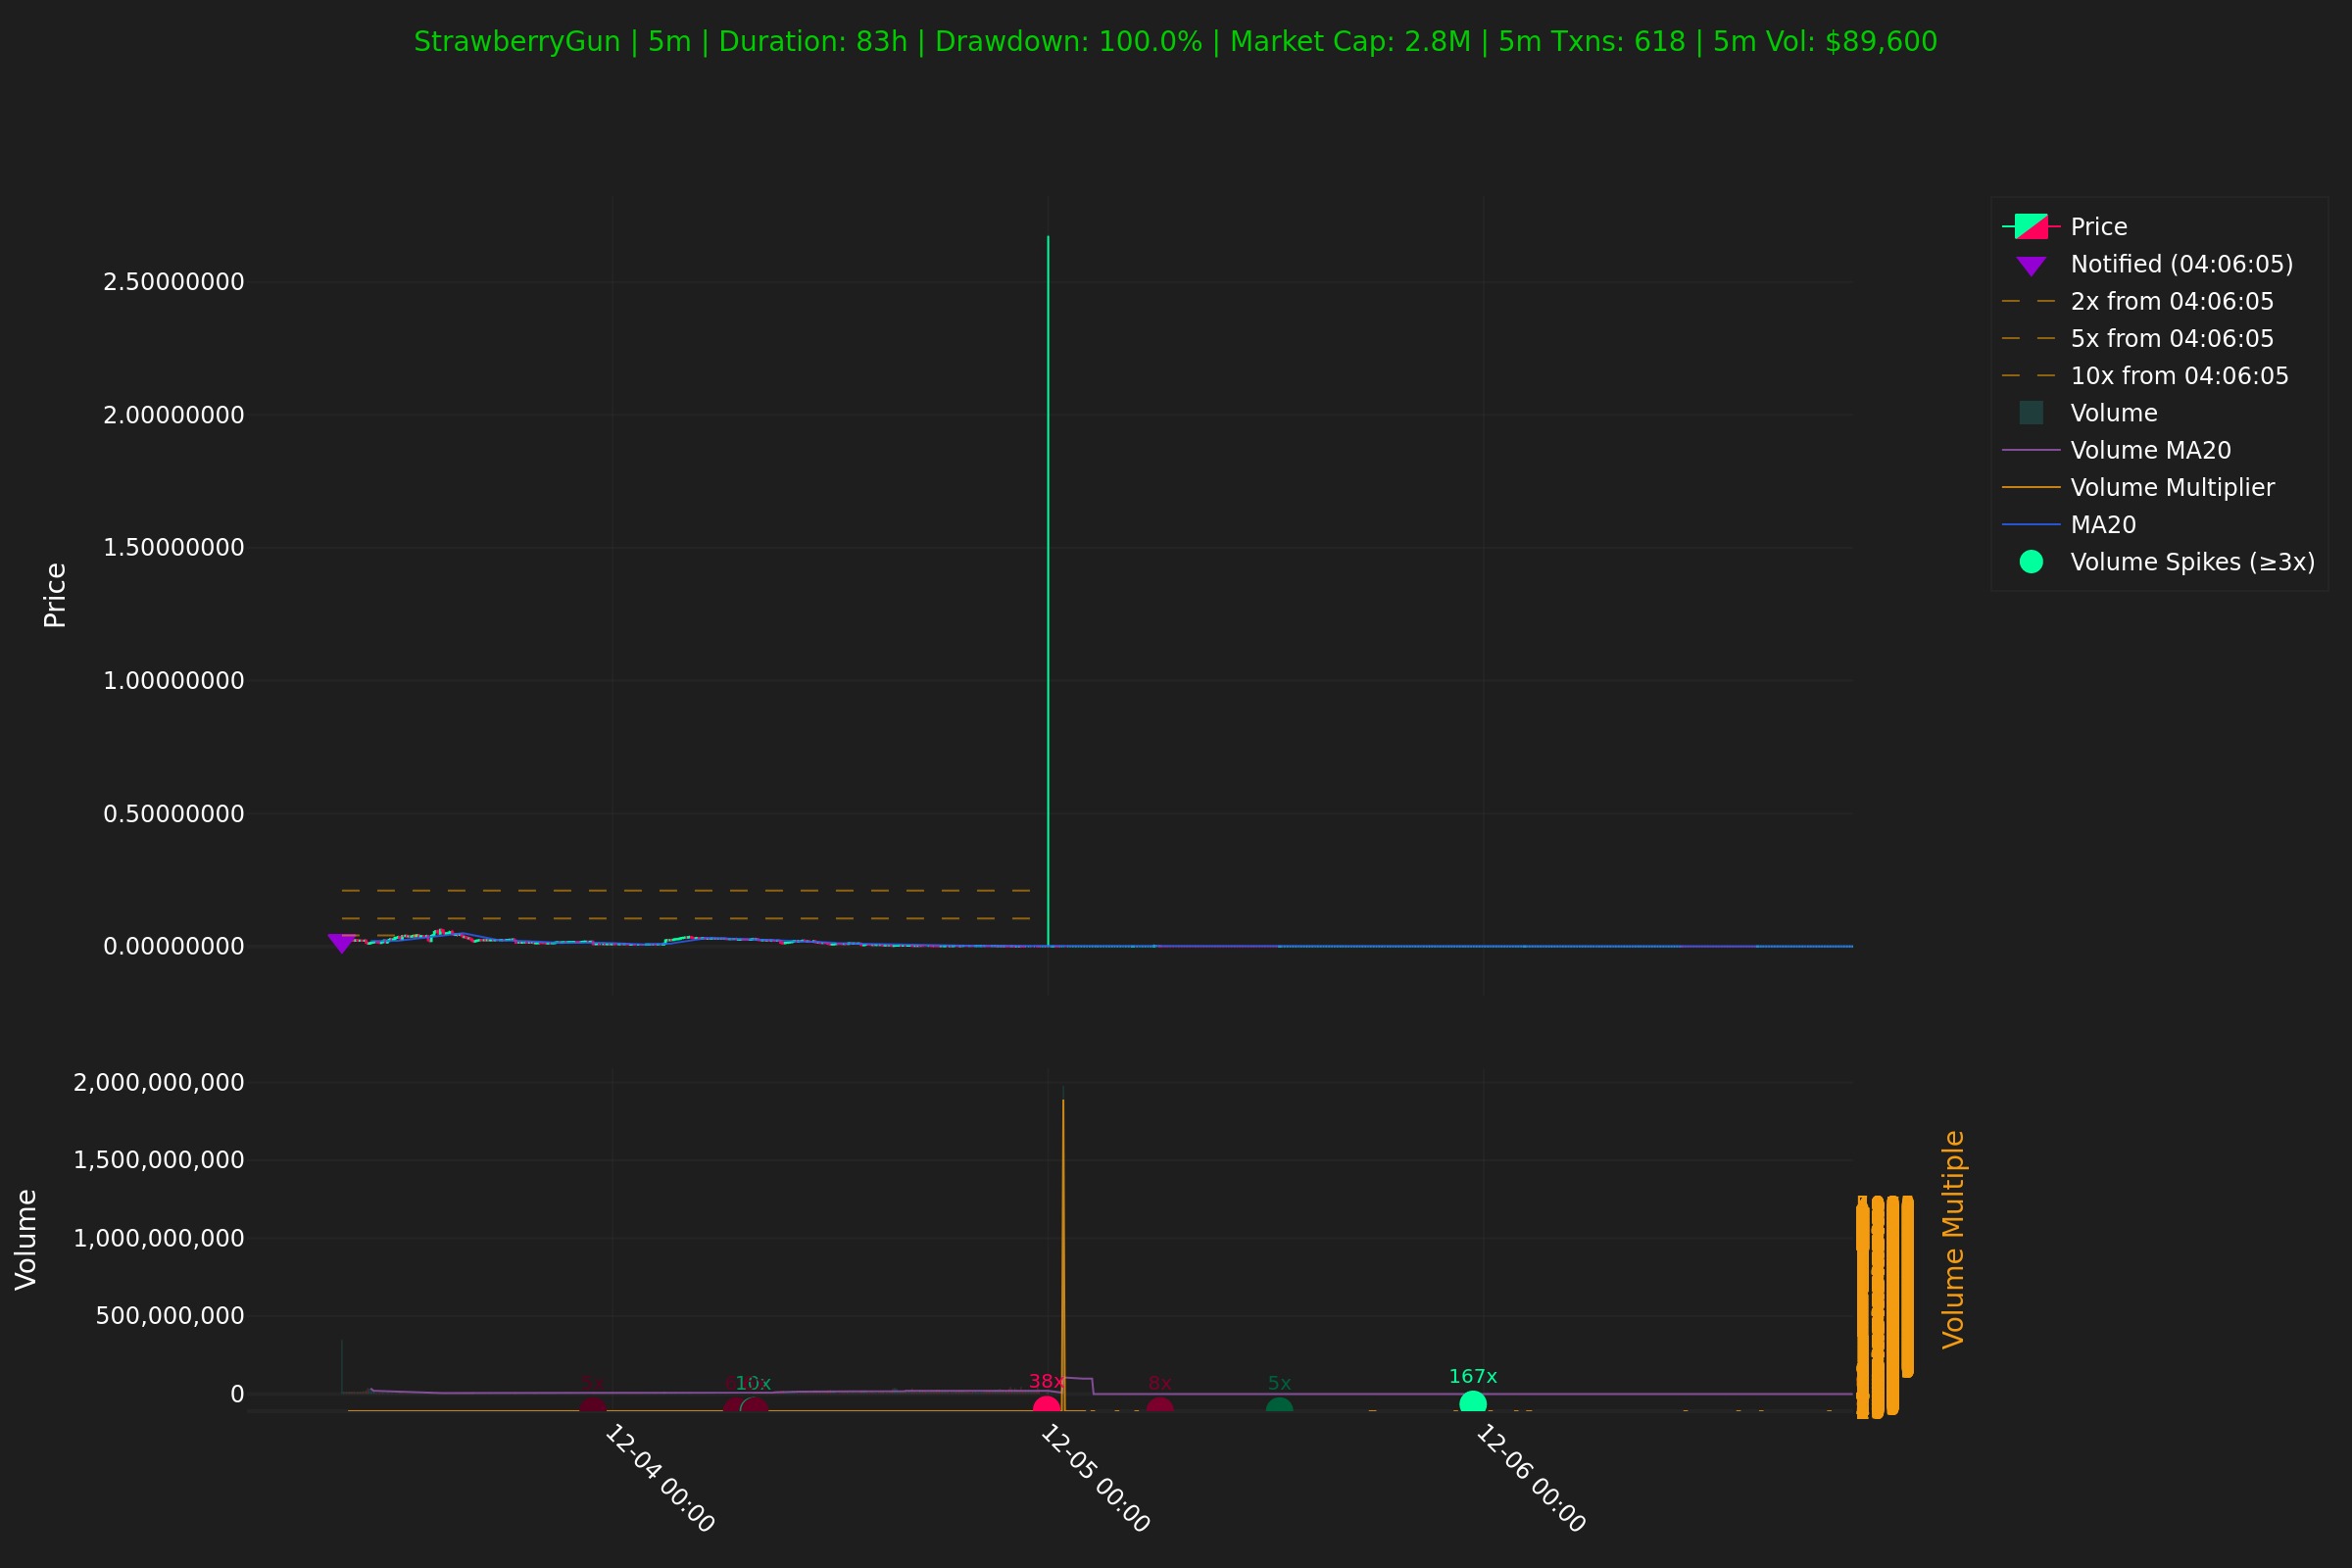 StrawberryGun | 5m | Duration: 83h | Drawdown: 100.0% | Market Cap: 2.8M | 5m Txns: 618 | 5m Vol: $89,600
Price
2.50000000
2.00000000
1.50000000
1.00000000
0.50000000
0.00000000
Price
Notified (04:06:05)
2x from 04:06:05
5x from 04:06:05
10x from 04:06:05
Volume
Volume MA20
Volume Multiplier
MA20
Volume Spikes (≥3x)
Volume
2,000,000,000
1,500,000,000
1,000,000,000
500,000,000
0
10x
38x
8x
5x
167x
Volume Multiple
12-04 00:00
12-05 00:00
12-06 00:00